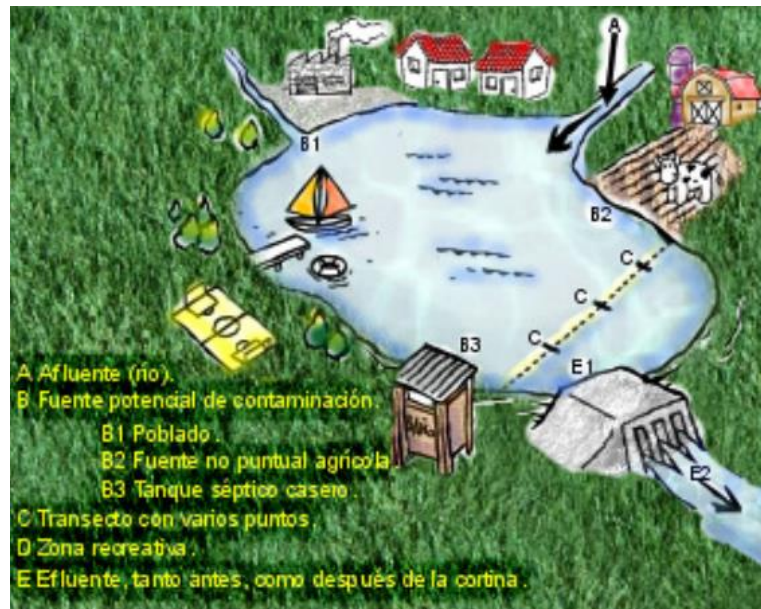 A
B1
B2
C
C
C
B3
E1
E2
A Afluente (río).
B Fuente potencial de contaminación.
B1 Poblado.
B2 Fuente no puntual agrícola
B3 Tanque séptico casero.
C Transecto con varios puntos.
D Zona recreativa.
E Efluente, tanto antes, como después de la cortina.